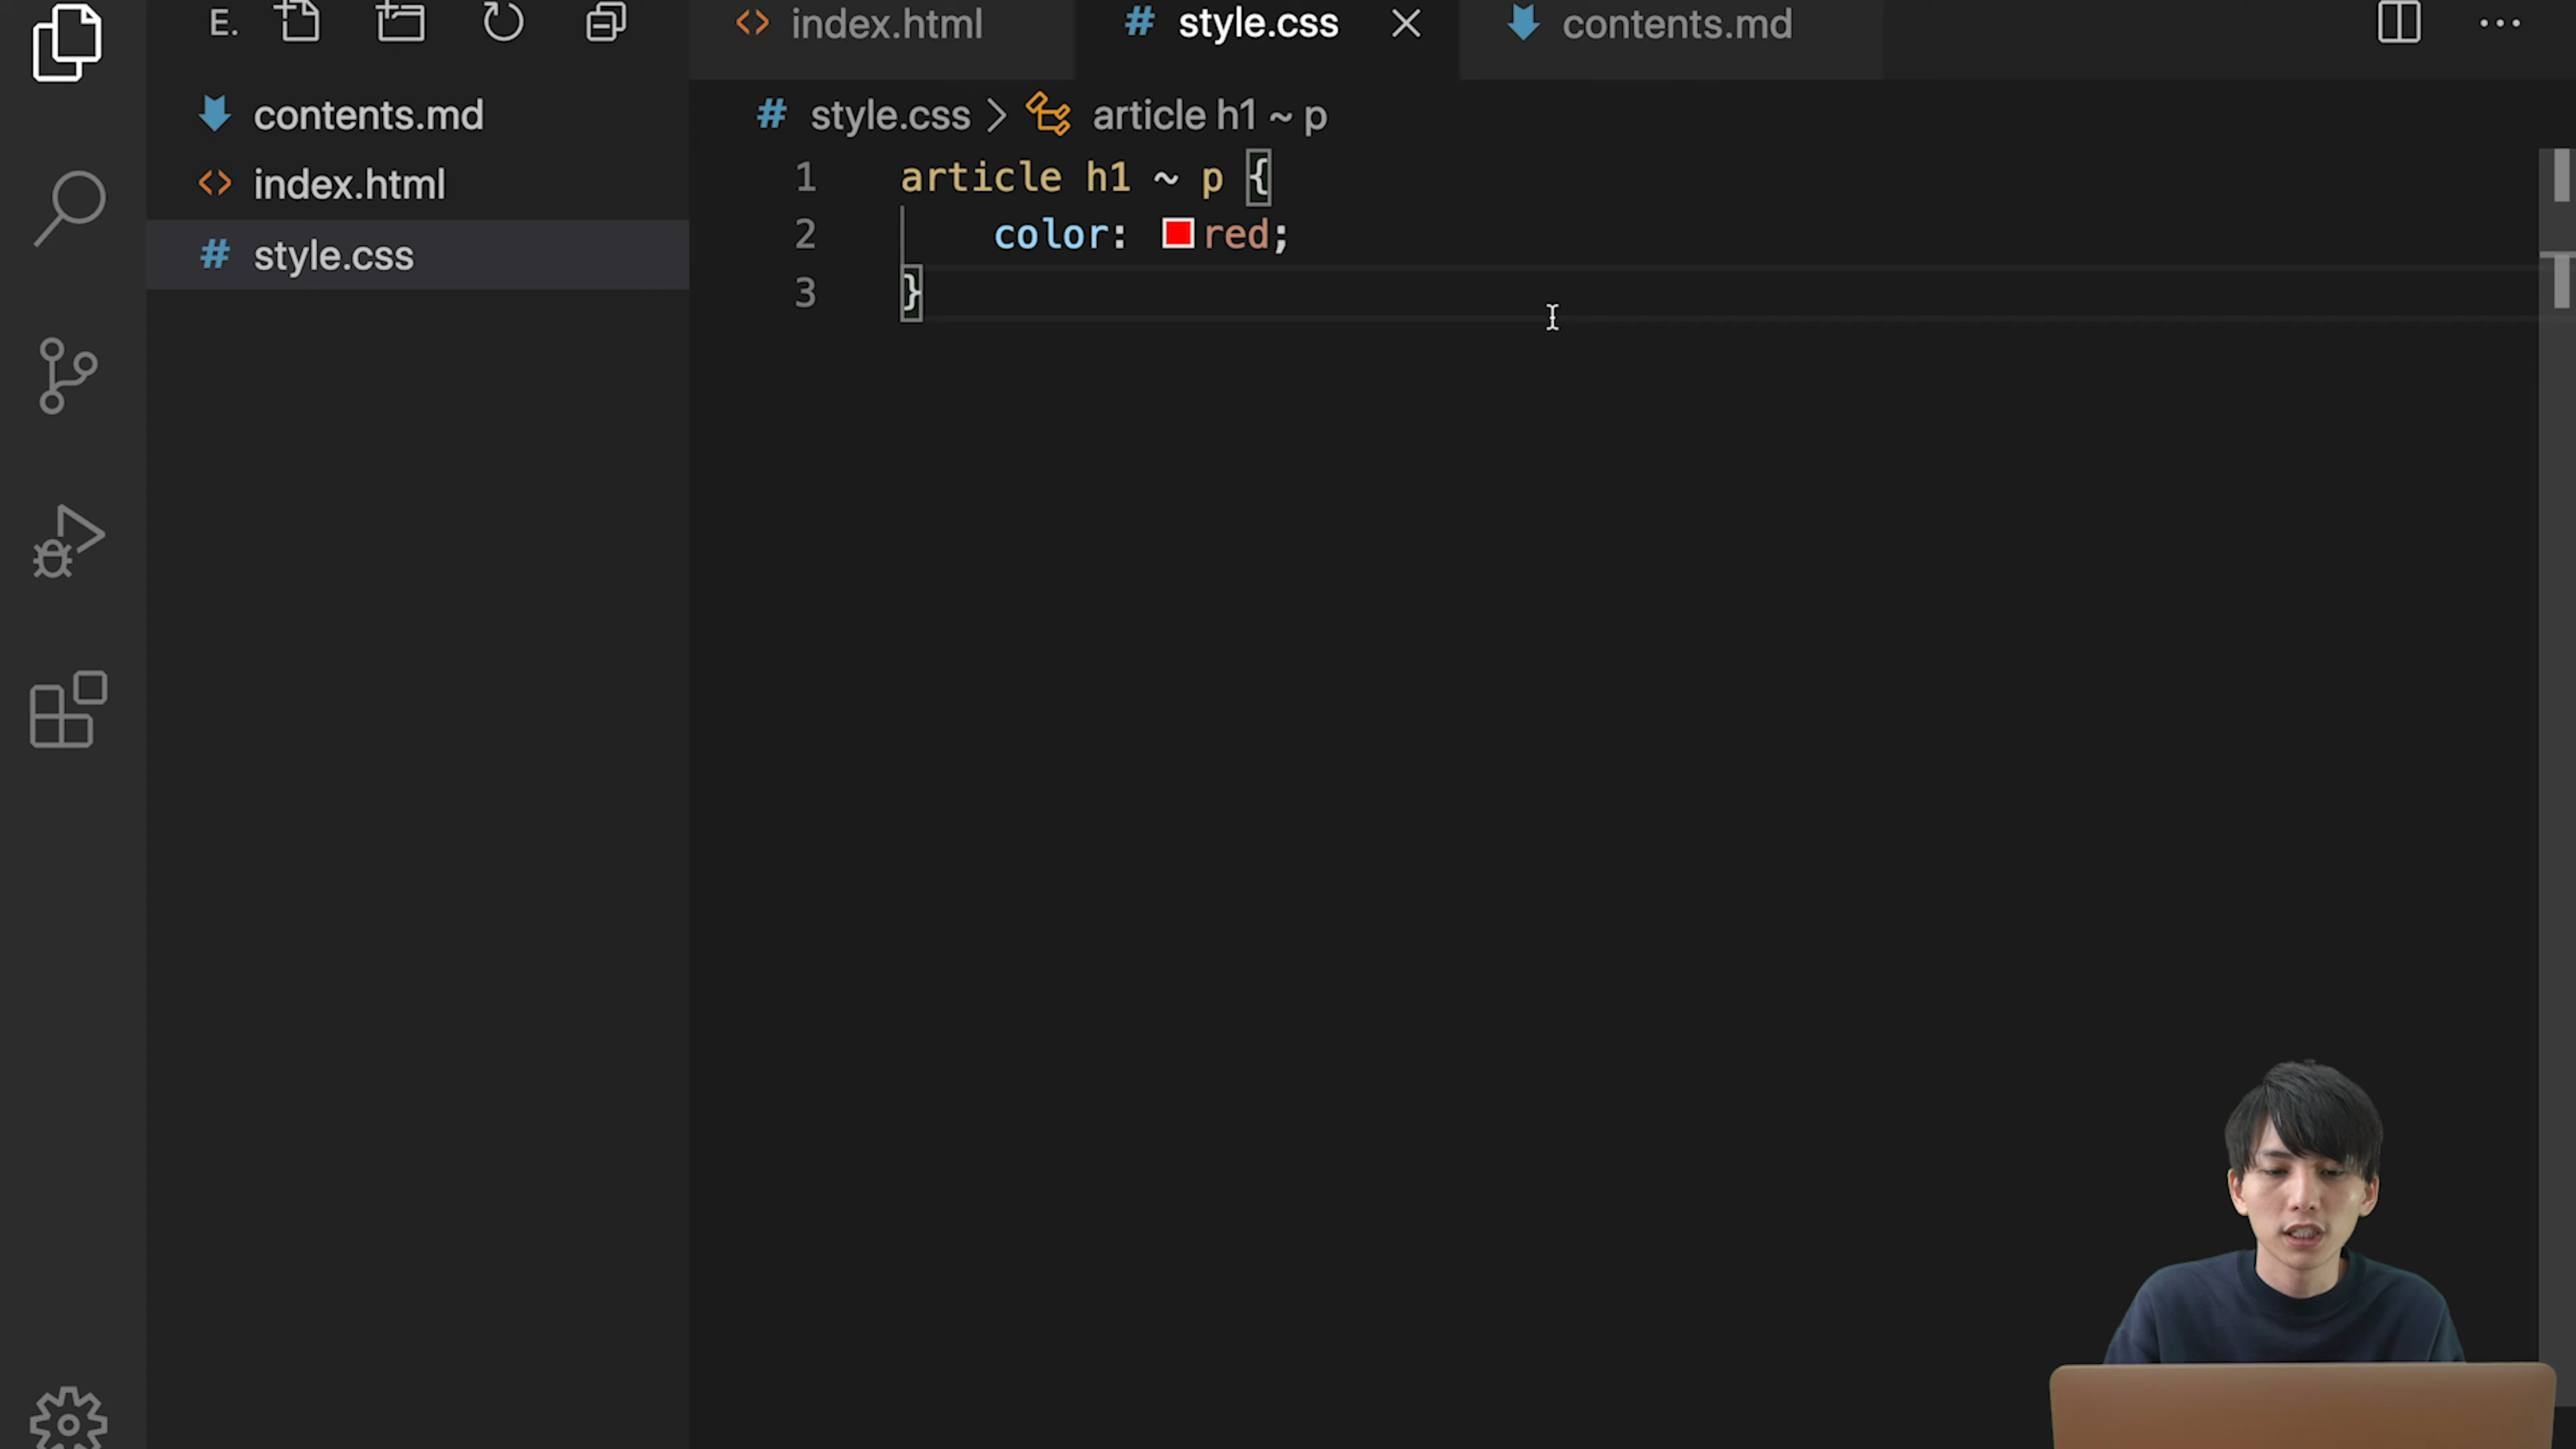 E.
index.html
# style.css
contents.md
contents.md
index.html
# style.css
# style.css > article h1 ~ p
1 article h1 ~ p {
2 color: red;
3 }